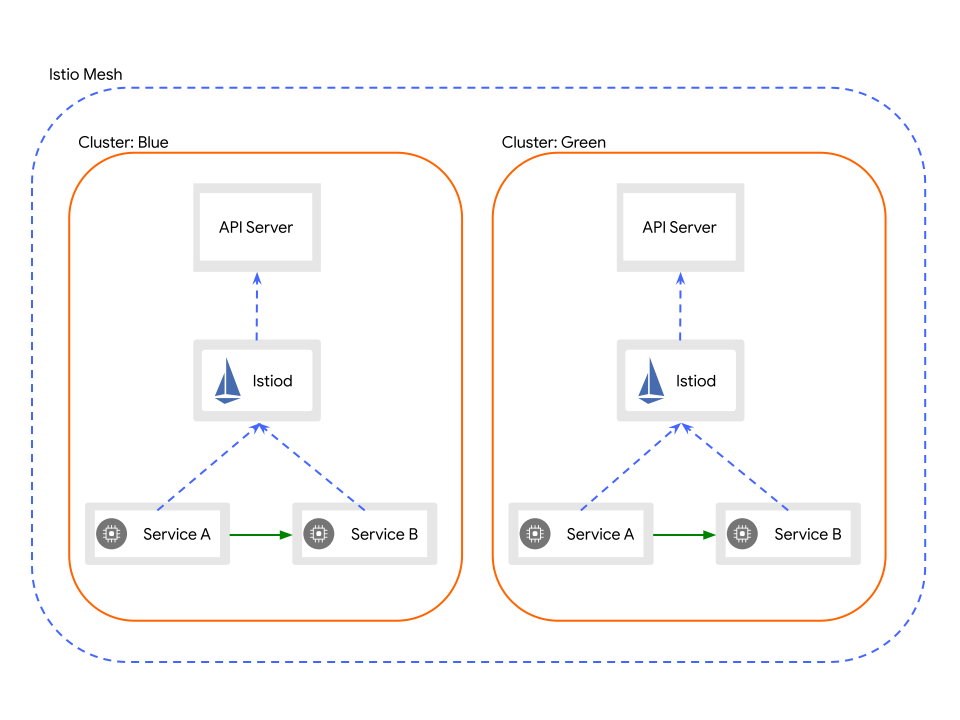 Istio Mesh
Cluster: Blue
Cluster: Green
API Server
API Server
Istiod
Istiod
Service A
Service B
Service A
Service B